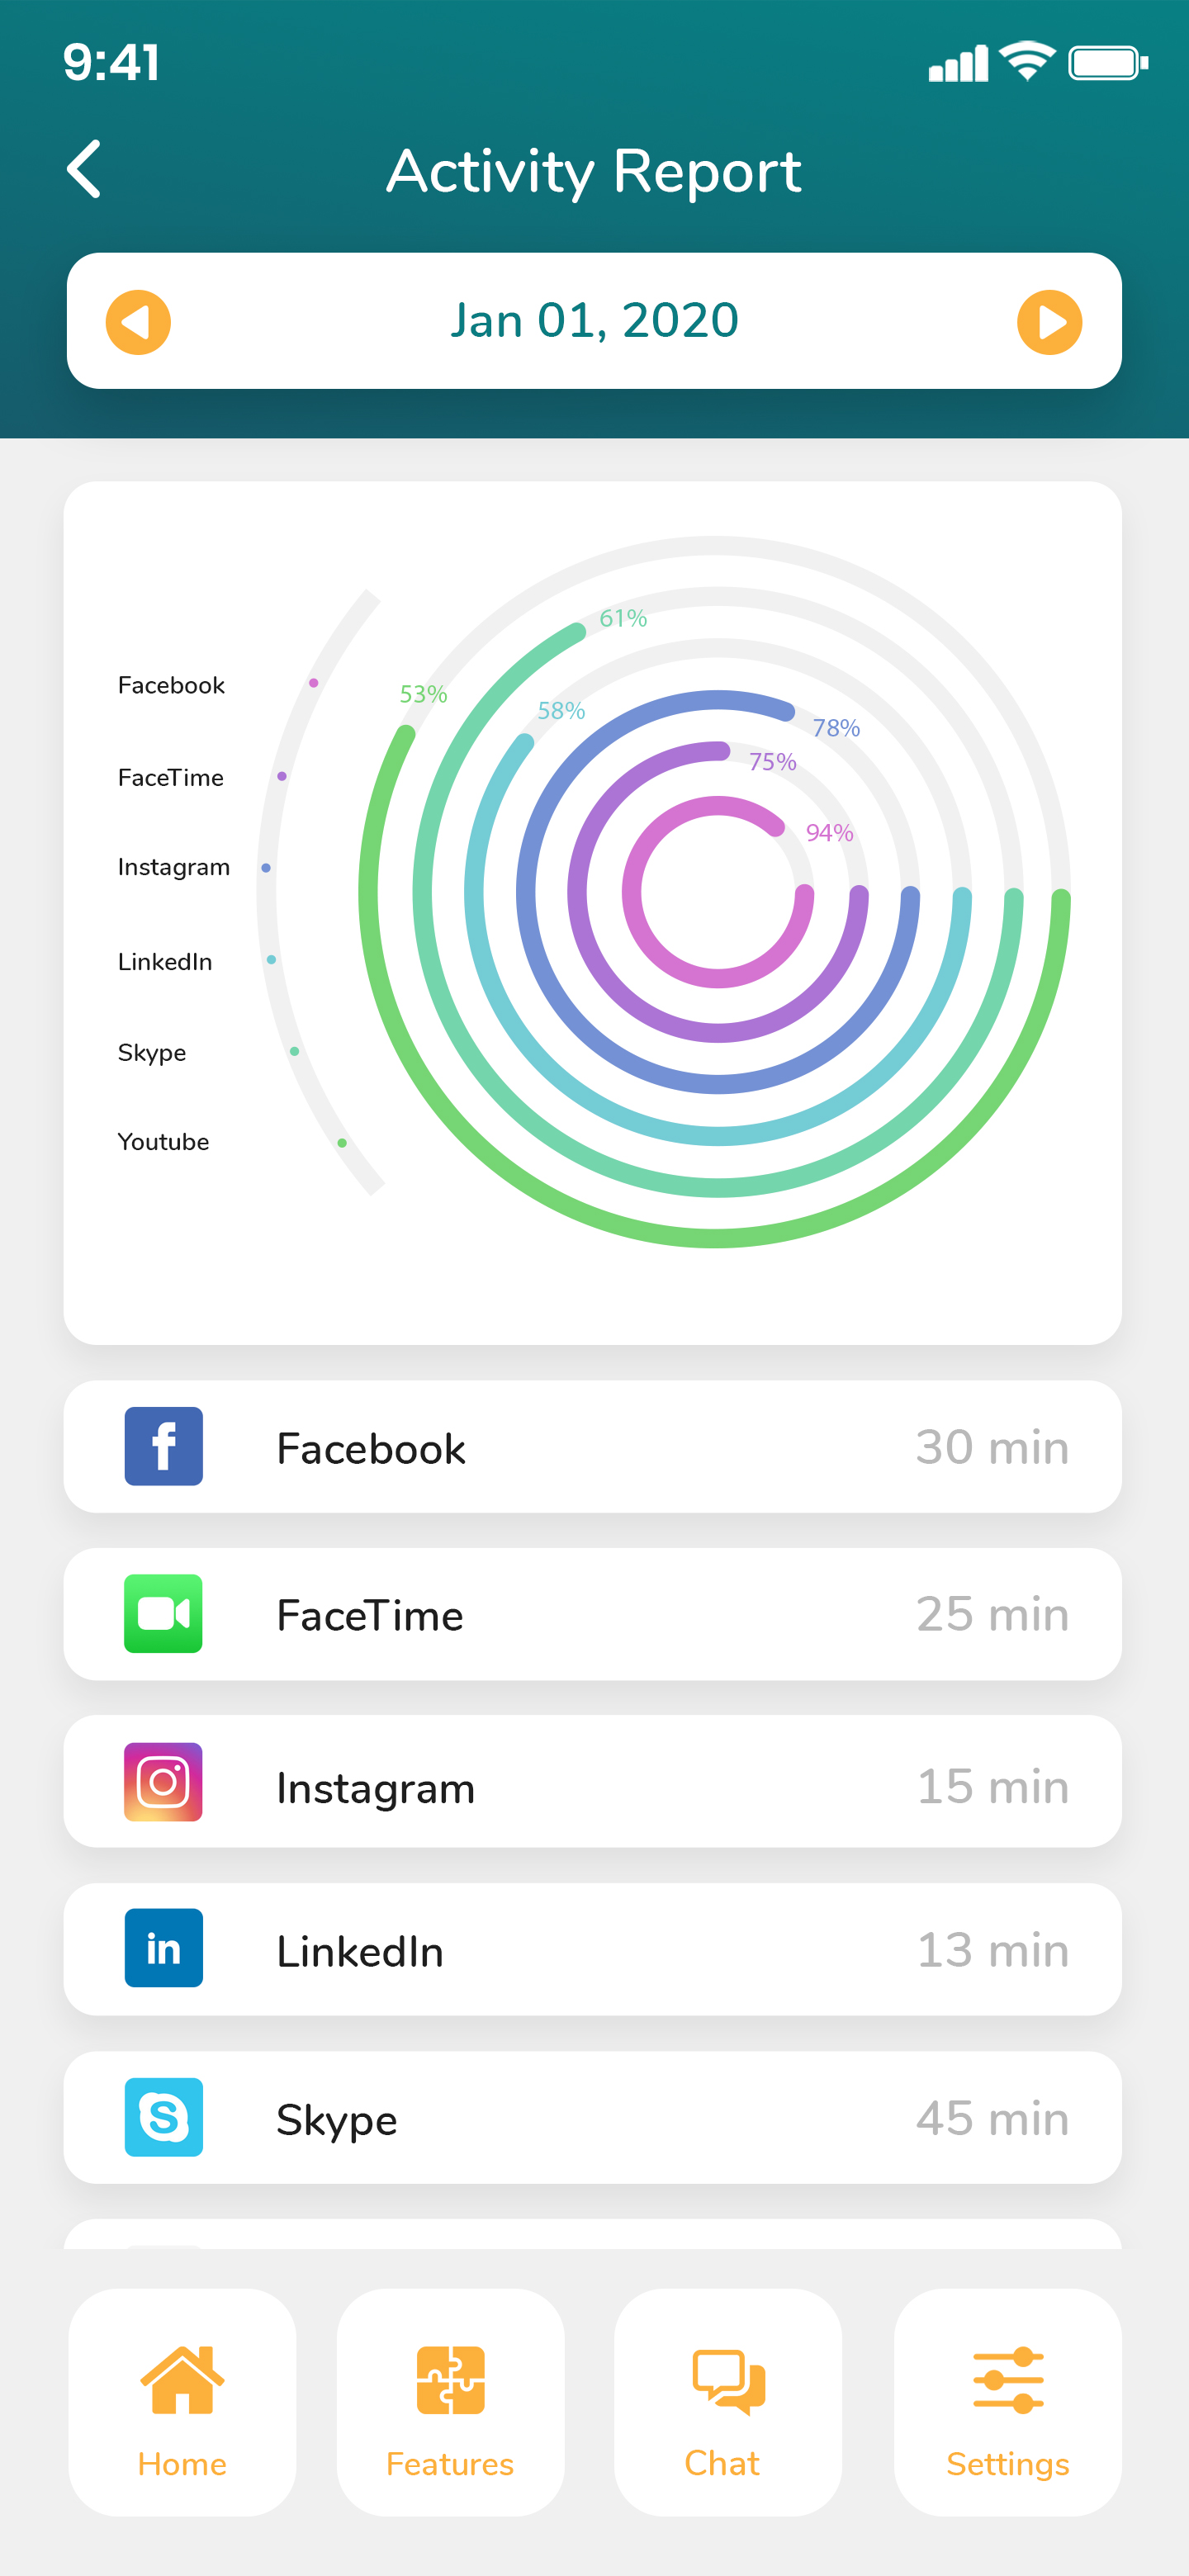 9:41
Activity Report
Jan 01, 2020
61%
Facebook
53%
58%
78%
75%
FaceTime
94%
Instagram
LinkedIn
Skype
Youtube
f
Facebook
30 min
FaceTime
25 min
Instagram
15 min
in
LinkedIn
13 min
S
Skype
45 min
Home
Features
Chat
Settings